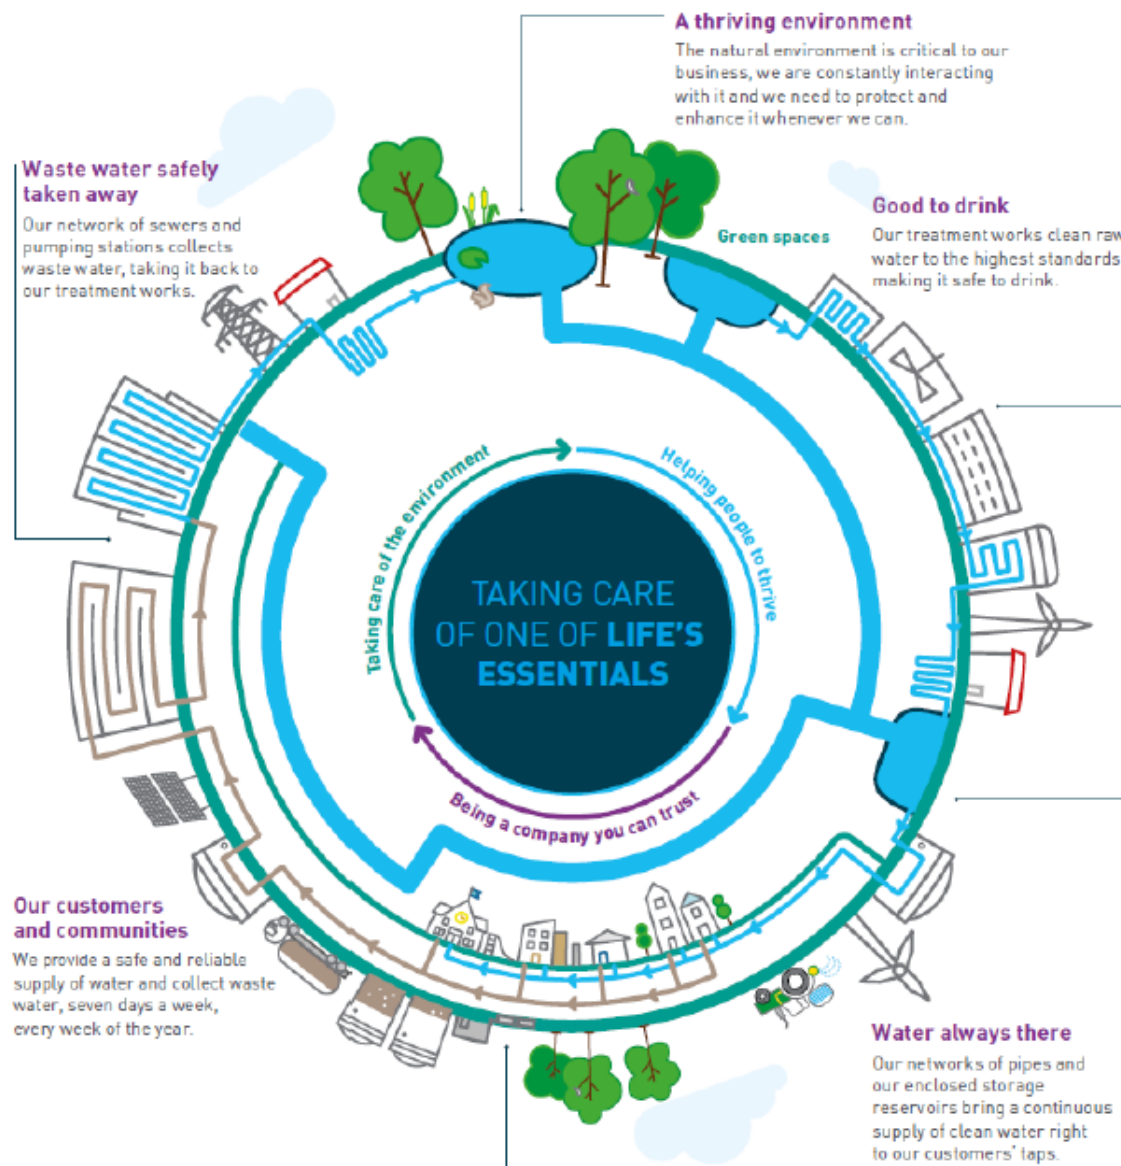 A thriving environment
The natural environment is critical to our
business, we are constantly interacting
with it and we need to protect and
enhance it whenever we can.
Waste water safely
taken away
Our network of sewers and
pumping stations collects
waste water, taking it back to
our treatment works.
Good to drink
Our treatment works clean raw
water to the highest standards
making it safe to drink.
Green spaces
Taking care of the environment
Helping people to thrive
Being a company you can trust
TAKING CARE
OF ONE OF LIFE'S
ESSENTIALS
Our customers
and communities
We provide a safe and reliable
supply of water and collect waste
water, seven days a week,
every week of the year.
Water always there
Our networks of pipes and
our enclosed storage
reservoirs bring a continuous
supply of clean water right
to our customers' taps.